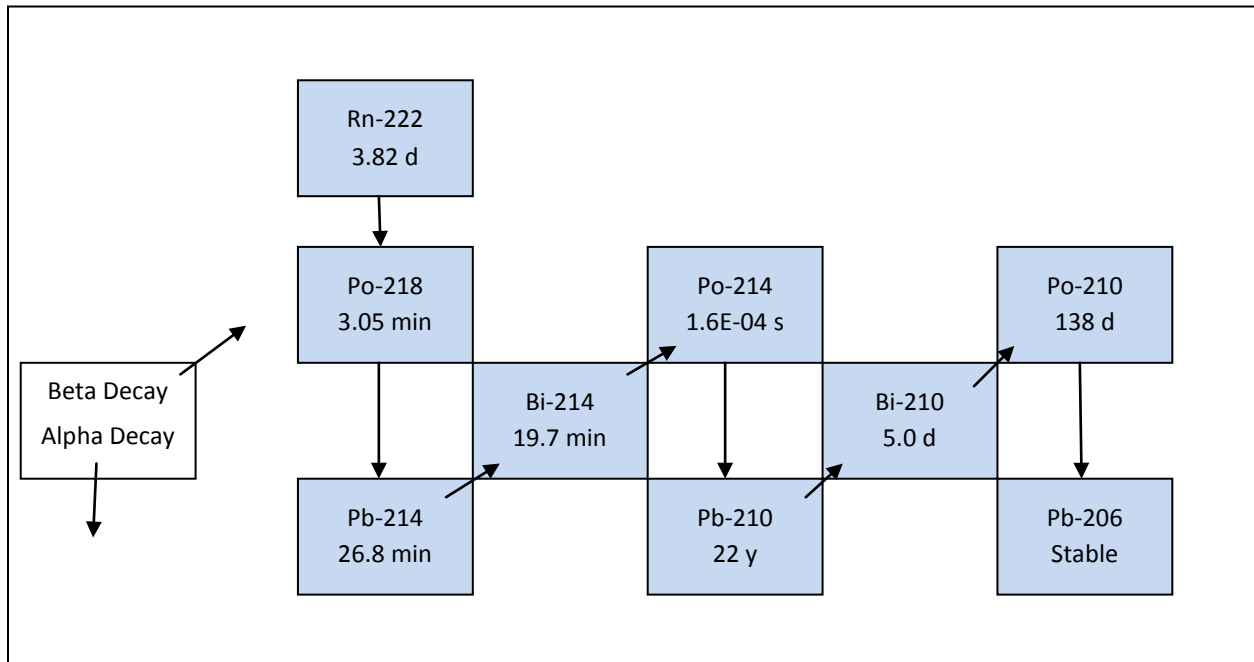 Rn-222
3.82 d
Po-218
3.05 min
Po-214
1.6E-04 s
Po-210
138 d
Beta Decay
Alpha Decay
Bi-214
19.7 min
Bi-210
5.0 d
Pb-214
26.8 min
Pb-210
22 y
Pb-206
Stable